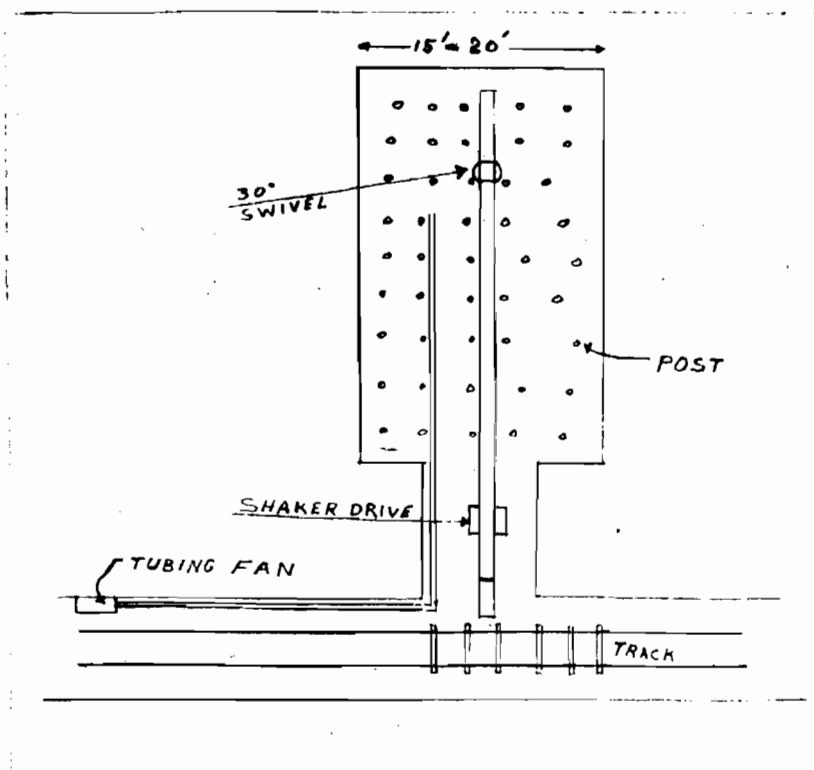 15' - 20'
30°
SWIVEL
POST
SHAKER DRIVE
TUBING FAN
TRACK